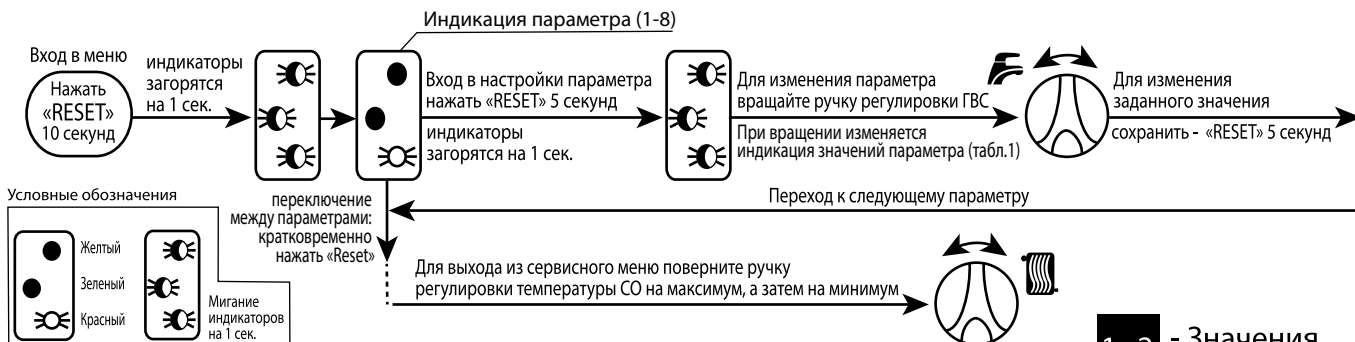 Индикация параметра (1-8)
Вход в меню
Нажать
«RESET»
10 секунд
индикаторы
загорятся
на 1 сек.
Вход в настройки параметра
нажать «RESET» 5 секунд
индикаторы
загорятся на 1 сек.
Для изменения параметра
вращайте ручку регулировки ГВС
При вращении изменяется
индикация значений параметра (табл.1)
Для изменения
заданного значения
сохранить - «RESET» 5 секунд
Переход к следующему параметру
переключение
между параметрами:
кратковременно
нажать «Reset»
Условные обозначения
Желтый
Зеленый
Красный
Мигание
индикаторов
на 1 сек.
Для выхода из сервисного меню поверните ручку
регулировки температуры СО на максимум, а затем на минимум
- Значения